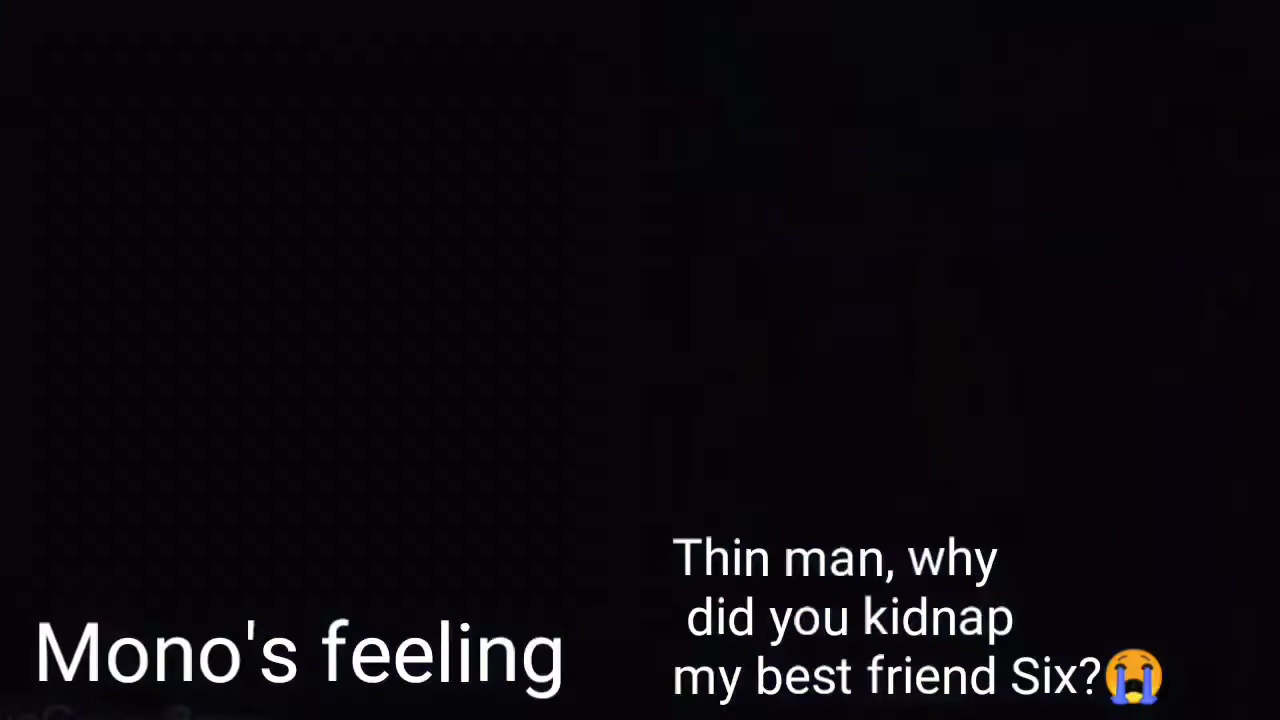 Mono's feeling
Thin man, why
did you kidnap
my best friend Six?😭